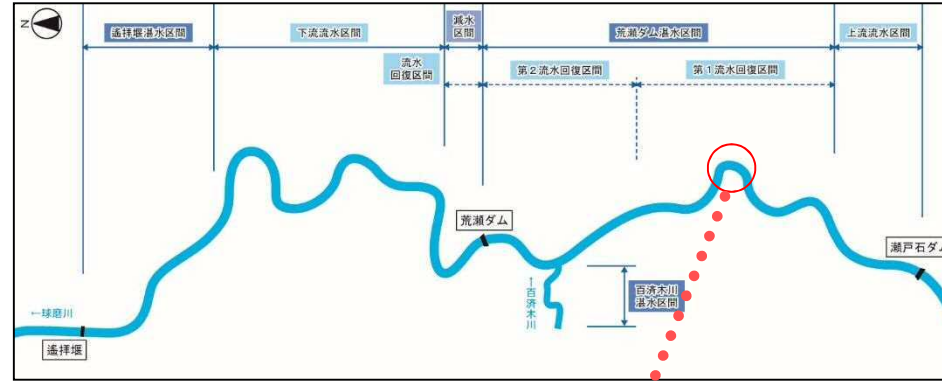 N
遙拝堰湛水区間
下流流水区間
減水
区間
荒瀬ダム湛水区間
上流流水区間
流水
回復区間
第2流水回復区間
第1流水回復区間
荒瀬ダム
瀬戸石ダム
百済木川
湛水区間
←百済木川
←球磨川
遙拝堰